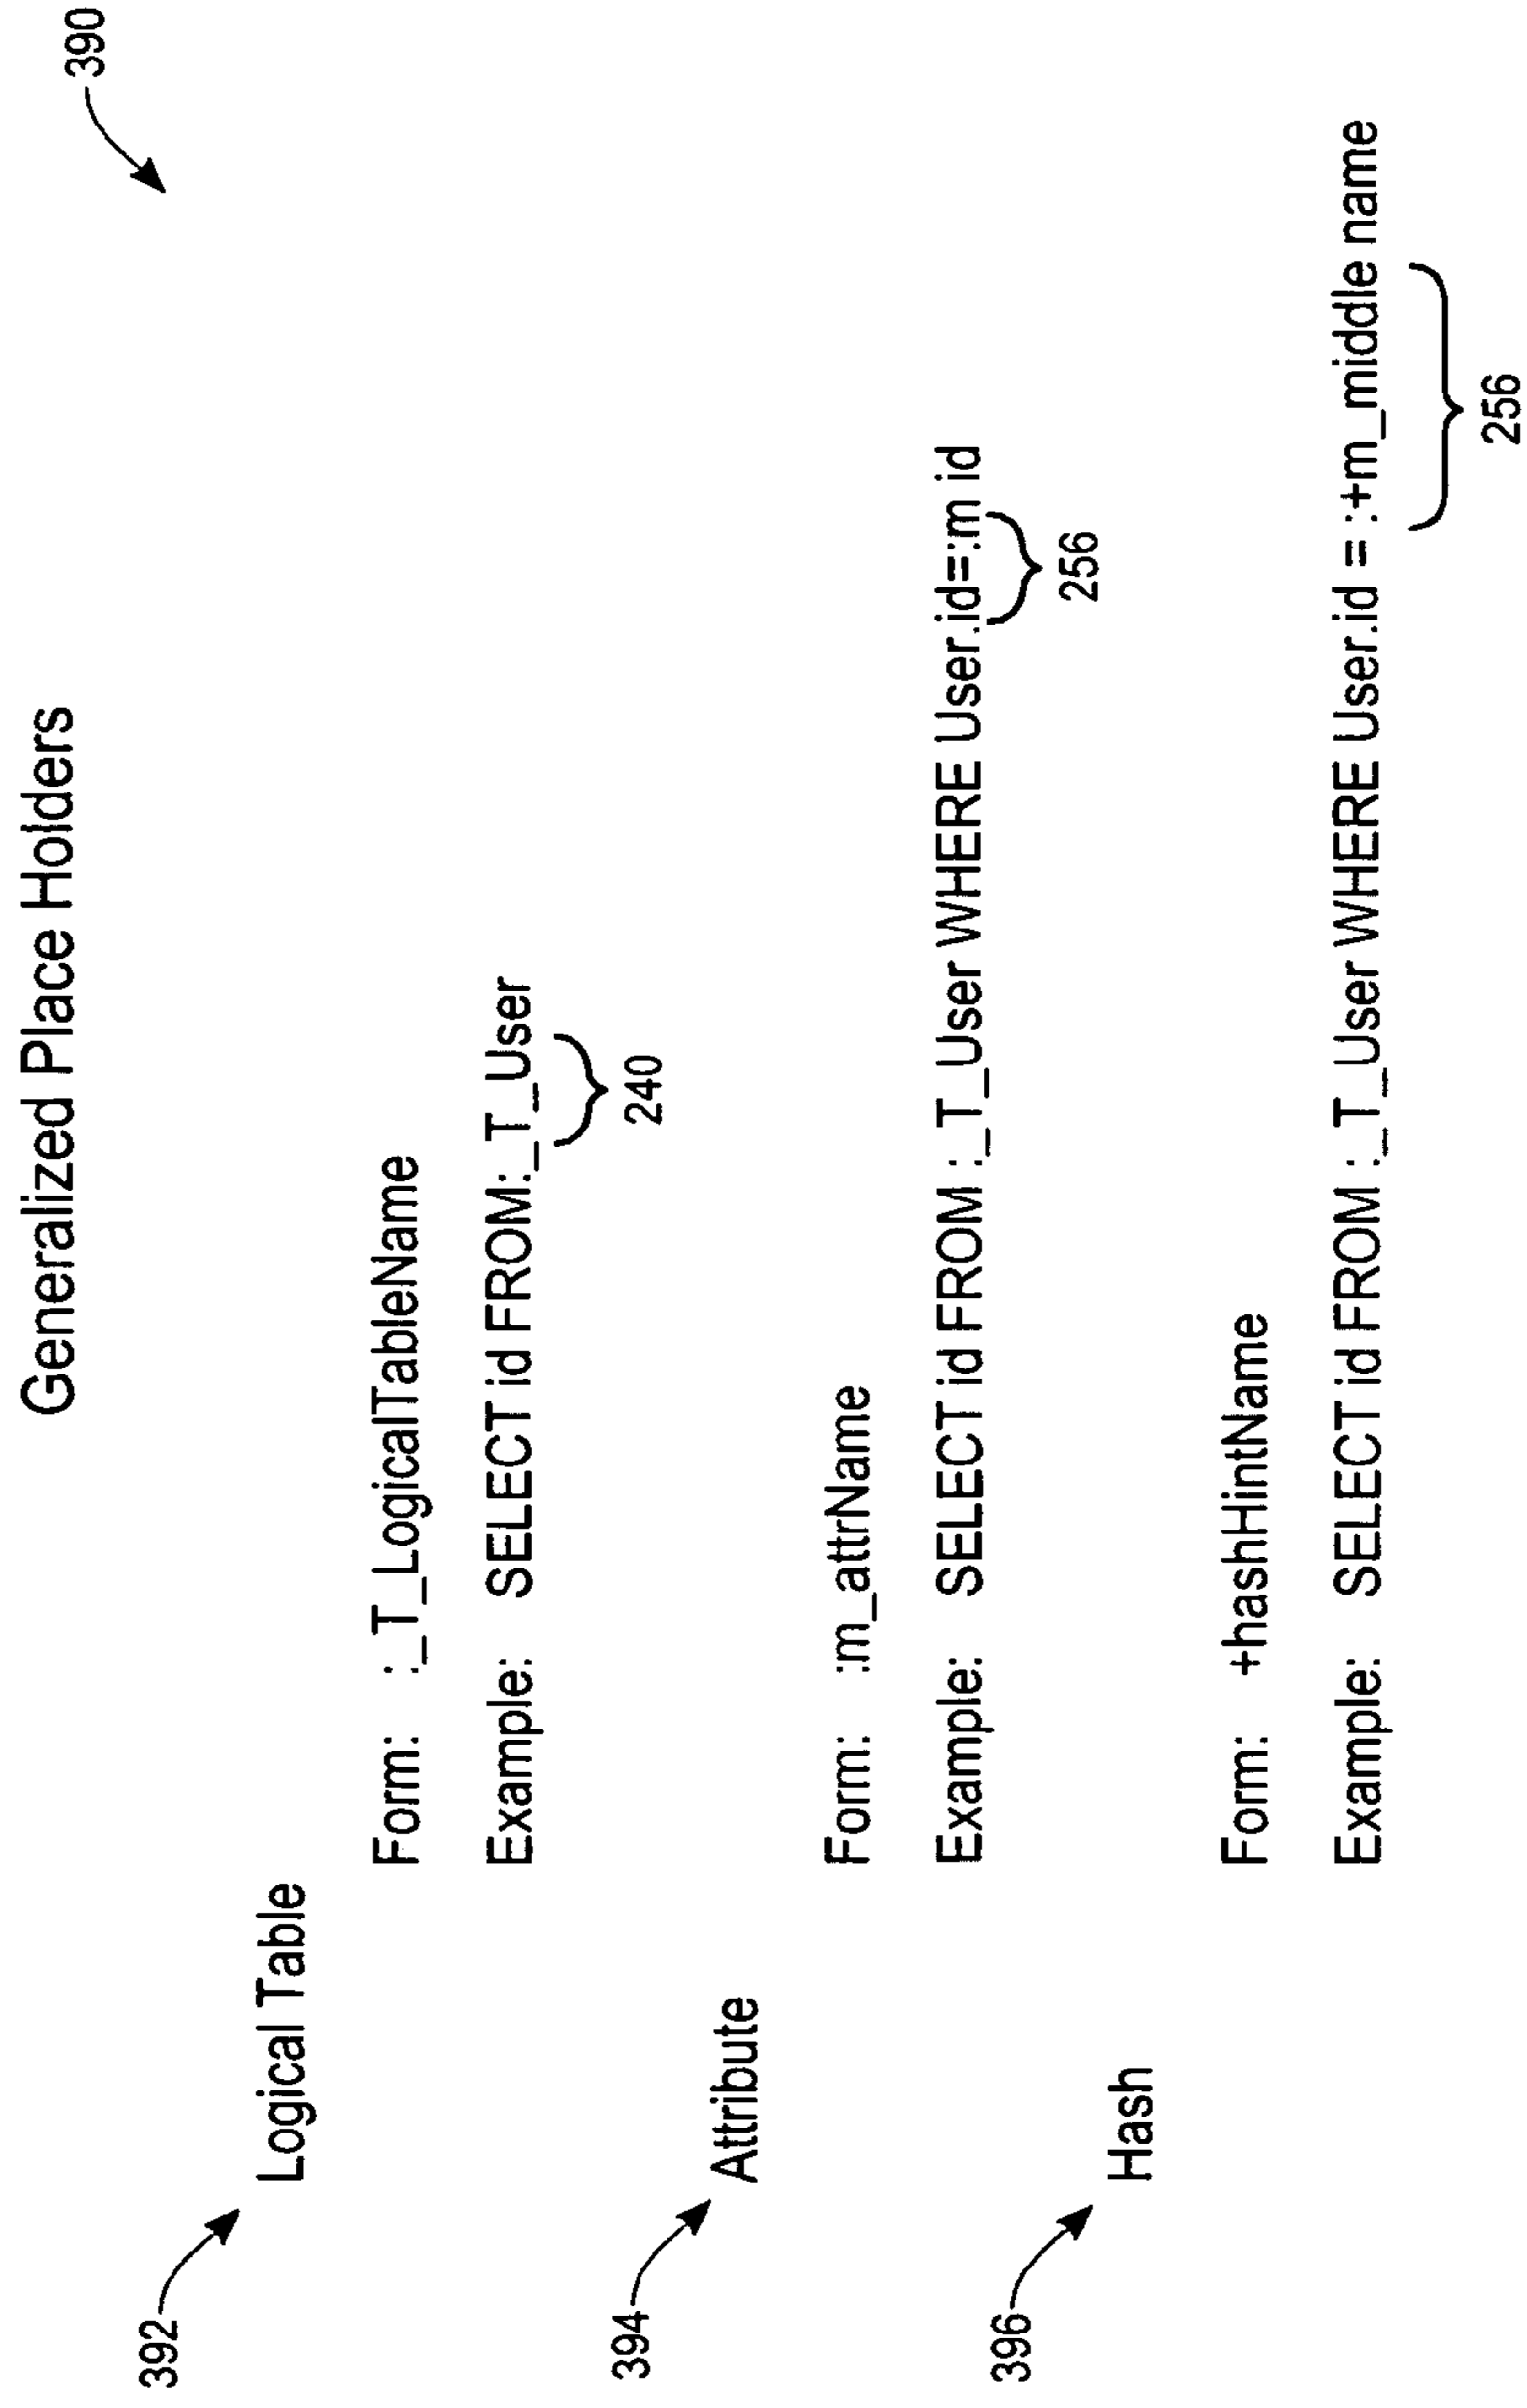 Generalized Place Holders
390
392
Logical Table
Form: :_T_LogicalTableName
Example: SELECT id FROM:_T_User
240
394
Attribute
Form: :m_attrName
Example: SELECT id FROM :_T_User WHERE User.id=:m id
256
396
Hash
Form: +hashHintName
Example: SELECT id FROM :_T_User WHERE User.id = :+m_middle name
256